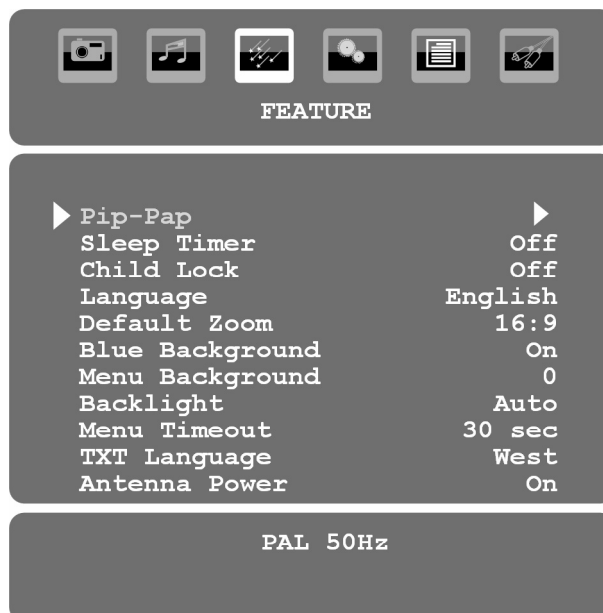 FEATURE
Pip-Pap
Sleep Timer Off
Child Lock Off
Language English
Default Zoom 16:9
Blue Background On
Menu Background 0
Backlight Auto
Menu Timeout 30 sec
TXT Language West
Antenna Power On
PAL 50Hz